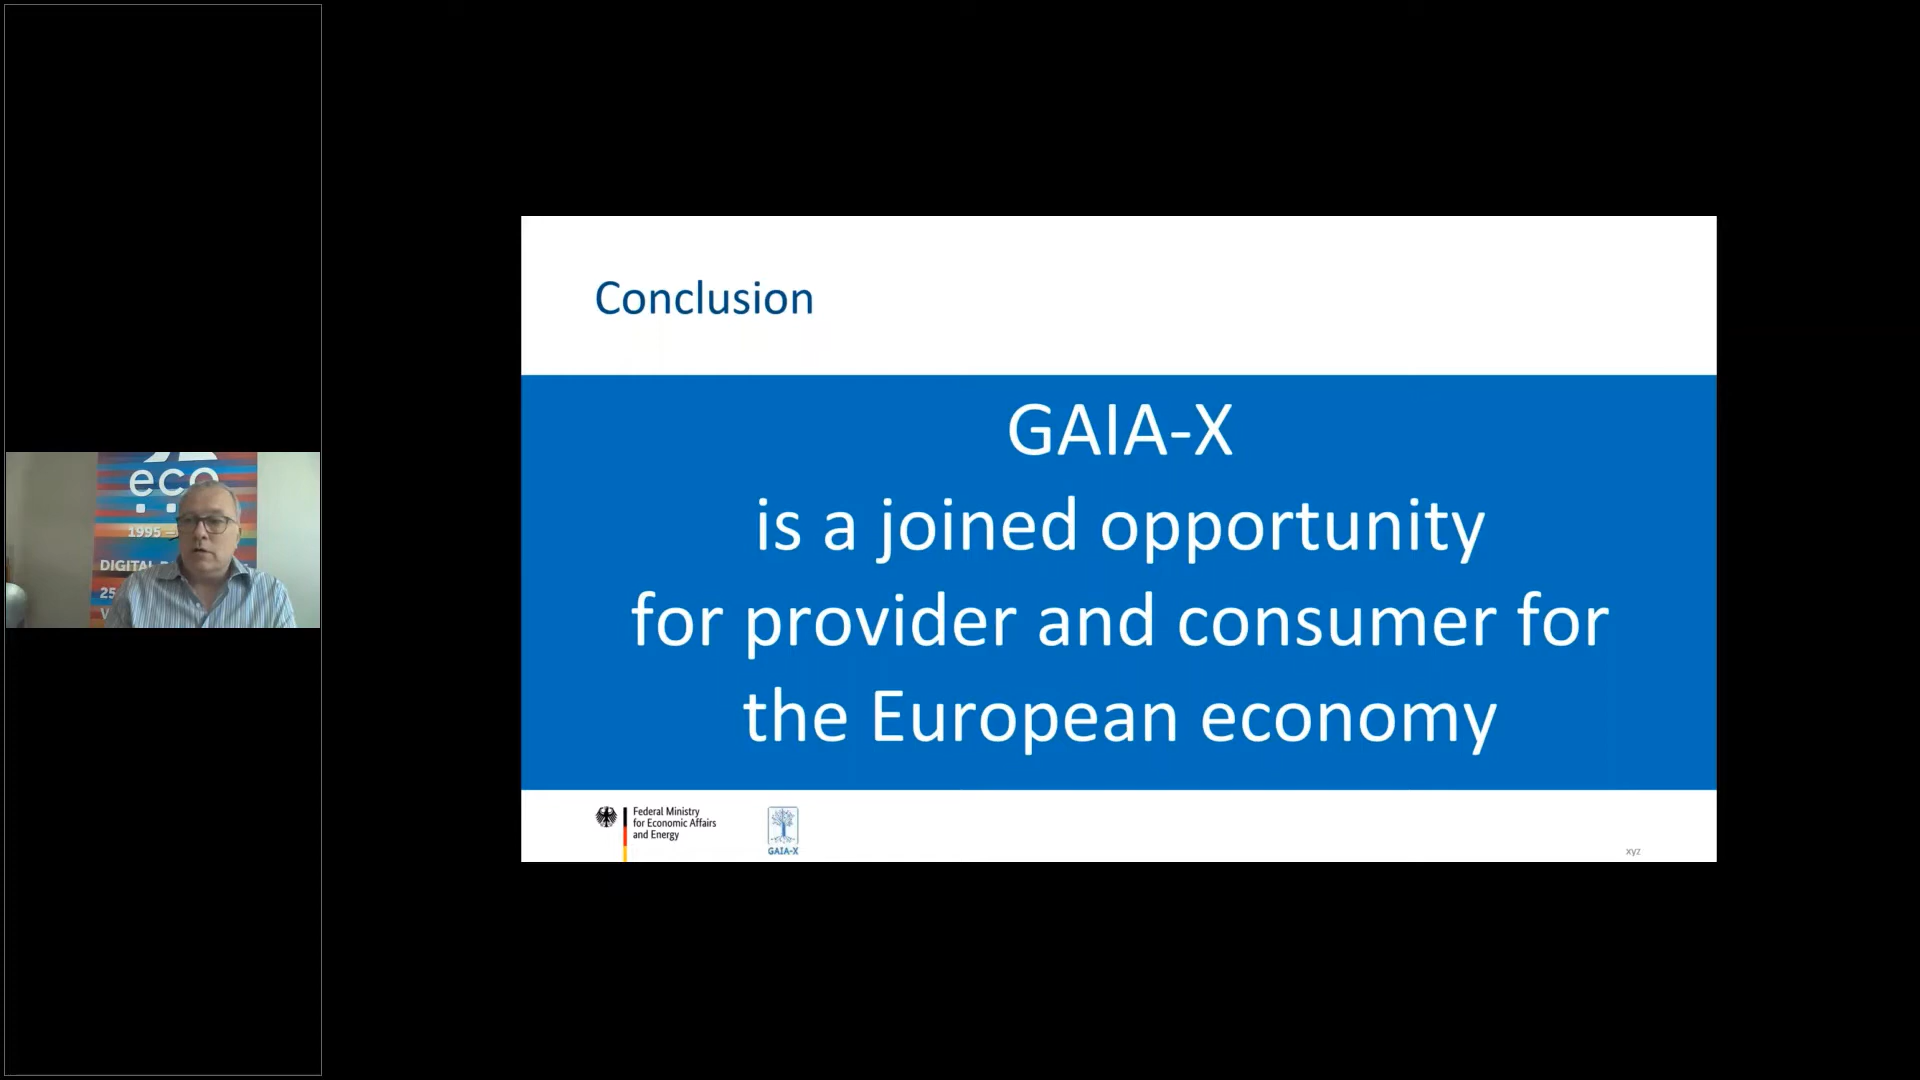 eco
1995
DIGITAL
25
Conclusion
GAIA-X
is a joined opportunity
for provider and consumer for
the European economy
Federal Ministry
for Economic Affairs
and Energy
GAIA-X
xyz